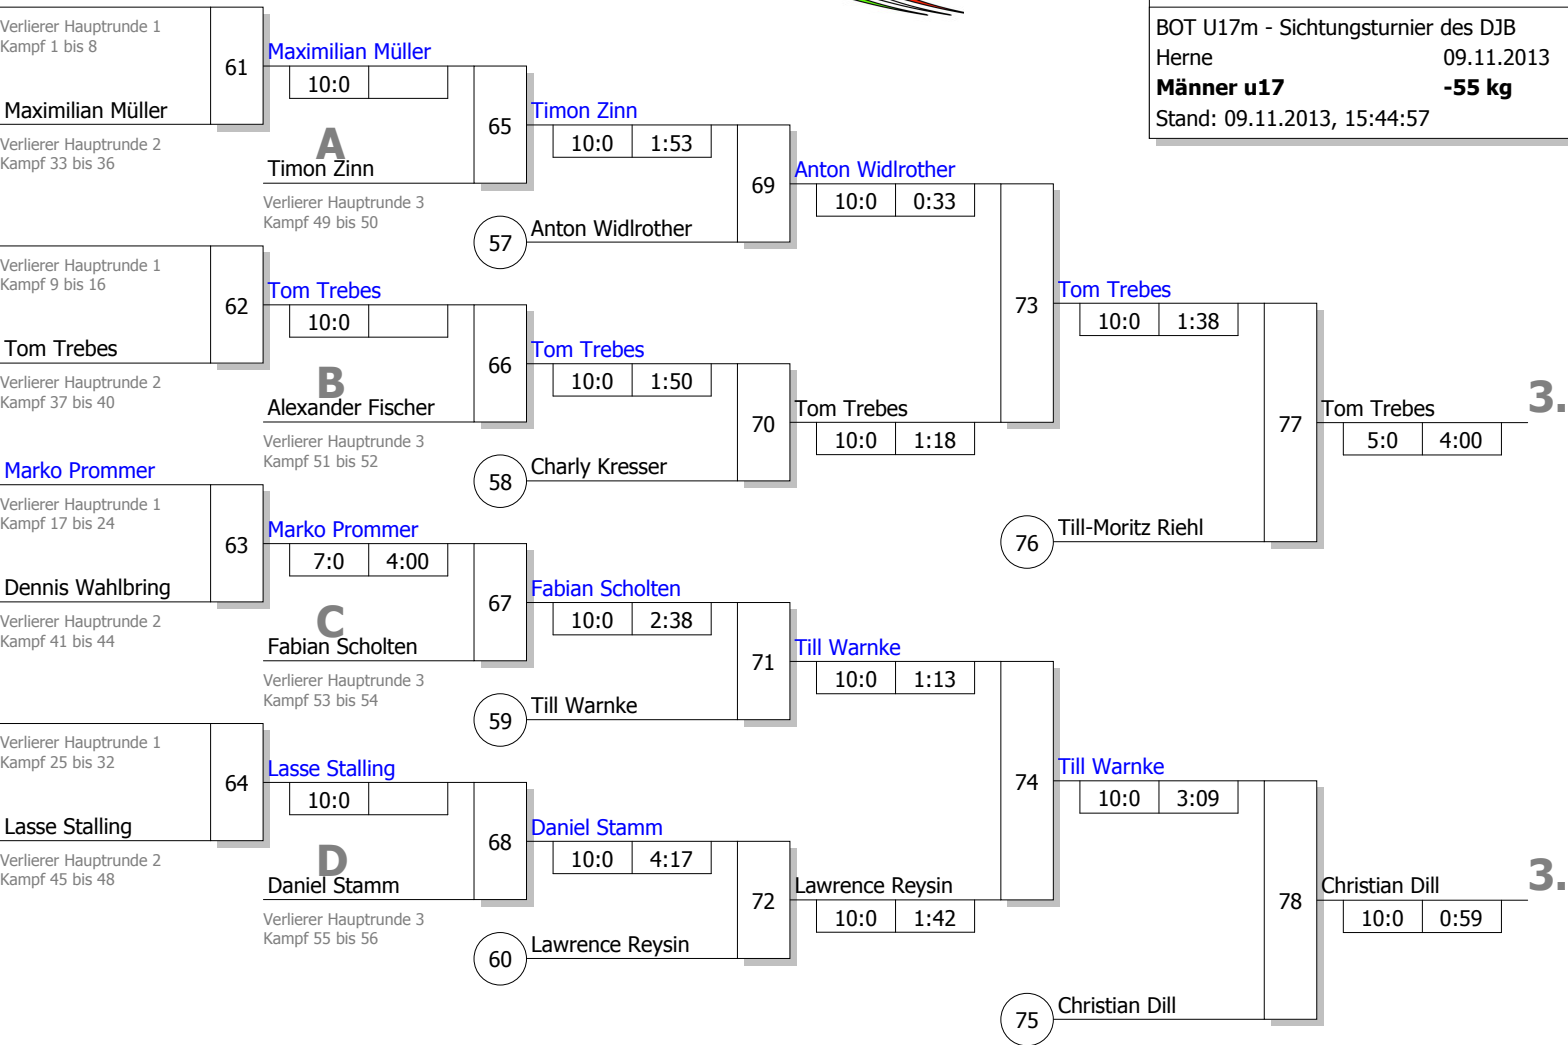 BOT U17m - Sichtungsturnier des DJB
Herne 09.11.2013
Männer u17 -55 kg
Stand: 09.11.2013, 15:44:57
Verlierer Hauptrunde 1
Kampf 1 bis 8
61
Maximilian Müller
Verlierer Hauptrunde 2
Kampf 33 bis 36
Verlierer Hauptrunde 1
Kampf 9 bis 16
62
Tom Trebes
Verlierer Hauptrunde 2
Kampf 37 bis 40
Marko Prommer
Verlierer Hauptrunde 1
Kampf 17 bis 24
63
Dennis Wahlbring
Verlierer Hauptrunde 2
Kampf 41 bis 44
Verlierer Hauptrunde 1
Kampf 25 bis 32
64
Lasse Stalling
Verlierer Hauptrunde 2
Kampf 45 bis 48
Maximilian Müller
10:0
65
A
Timon Zinn
Verlierer Hauptrunde 3
Kampf 49 bis 50
Tom Trebes
10:0
66
B
Alexander Fischer
Verlierer Hauptrunde 3
Kampf 51 bis 52
Marko Prommer
7:0 4:00
67
C
Fabian Scholten
Verlierer Hauptrunde 3
Kampf 53 bis 54
Lasse Stalling
10:0
68
D
Daniel Stamm
Verlierer Hauptrunde 3
Kampf 55 bis 56
Timon Zinn
10:0 1:53
69
57 Anton Widlrother
Tom Trebes
10:0 1:50
70
58 Charly Kresser
Fabian Scholten
10:0 2:38
71
59 Till Warnke
Daniel Stamm
10:0 4:17
72
60 Lawrence Reysin
Anton Widlrother
10:0 0:33
73
Tom Trebes
10:0 1:18
Till Warnke
10:0 1:13
74
Lawrence Reysin
10:0 1:42
Tom Trebes
10:0 1:38
77
76 Till-Moritz Riehl
Till Warnke
10:0 3:09
78
75 Christian Dill
Tom Trebes 3.
5:0 4:00
Christian Dill 3.
10:0 0:59